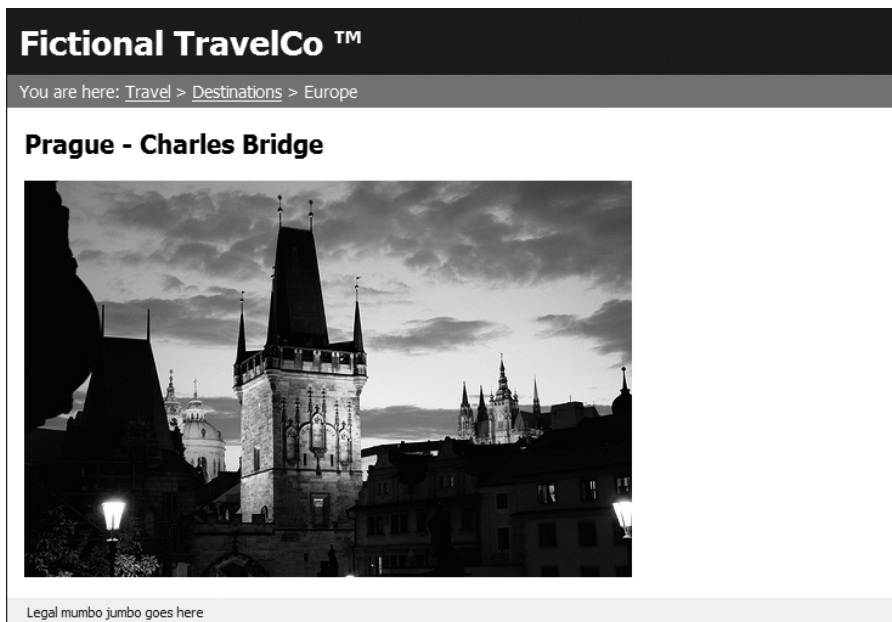 Fictional TravelCo ™
You are here: Travel > Destinations > Europe
Prague - Charles Bridge
Legal mumbo jumbo goes here